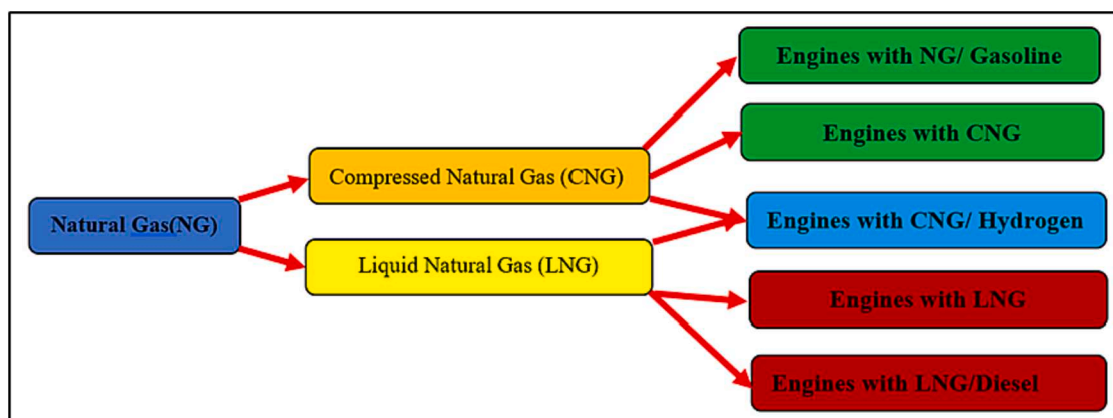 Engines with NG/ Gasoline
Engines with CNG
Compressed Natural Gas (CNG)
Natural Gas(NG)
Engines with CNG/ Hydrogen
Liquid Natural Gas (LNG)
Engines with LNG
Engines with LNG/Diesel